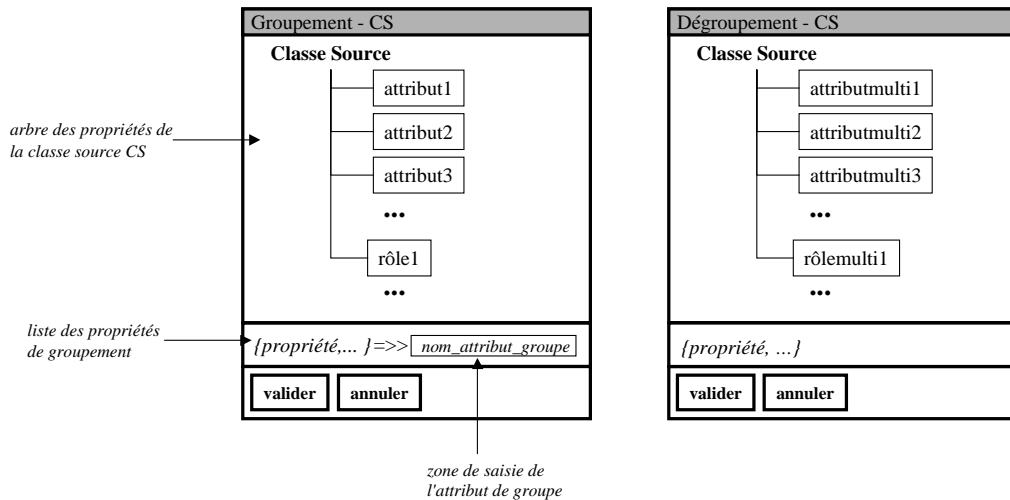 Groupement - CS
Classe Source
attribut1
attribut2
attribut3
...
rôle1
...
{propriété,... }=>> nom_attribut_groupe
valider annuler
arbre des propriétés de
la classe source CS
liste des propriétés
de groupement
zone de saisie de
l'attribut de groupe
Dégroupement - CS
Classe Source
attributmulti1
attributmulti2
attributmulti3
...
rôlemulti1
...
{propriété, ...}
valider annuler